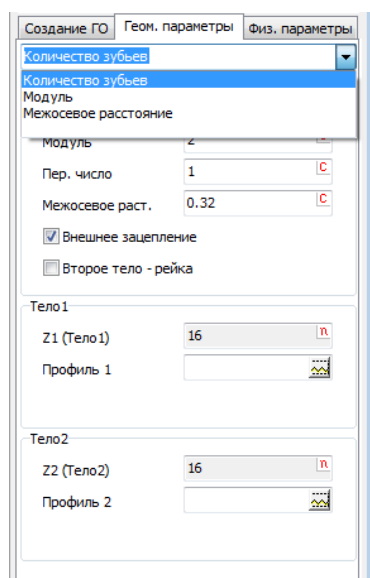 Создание ГО Геом. параметры Физ. параметры
Количество зубьев
Количество зубьев
Модуль
Межосевое расстояние
Модуль 2
Пер. число 1 C
Межосевое раст. 0.32 C
Внешнее зацепление
Второе тело - рейка
Тело1
Z1 (Тело1) 16 n
Профиль 1
Тело2
Z2 (Тело2) 16 n
Профиль 2